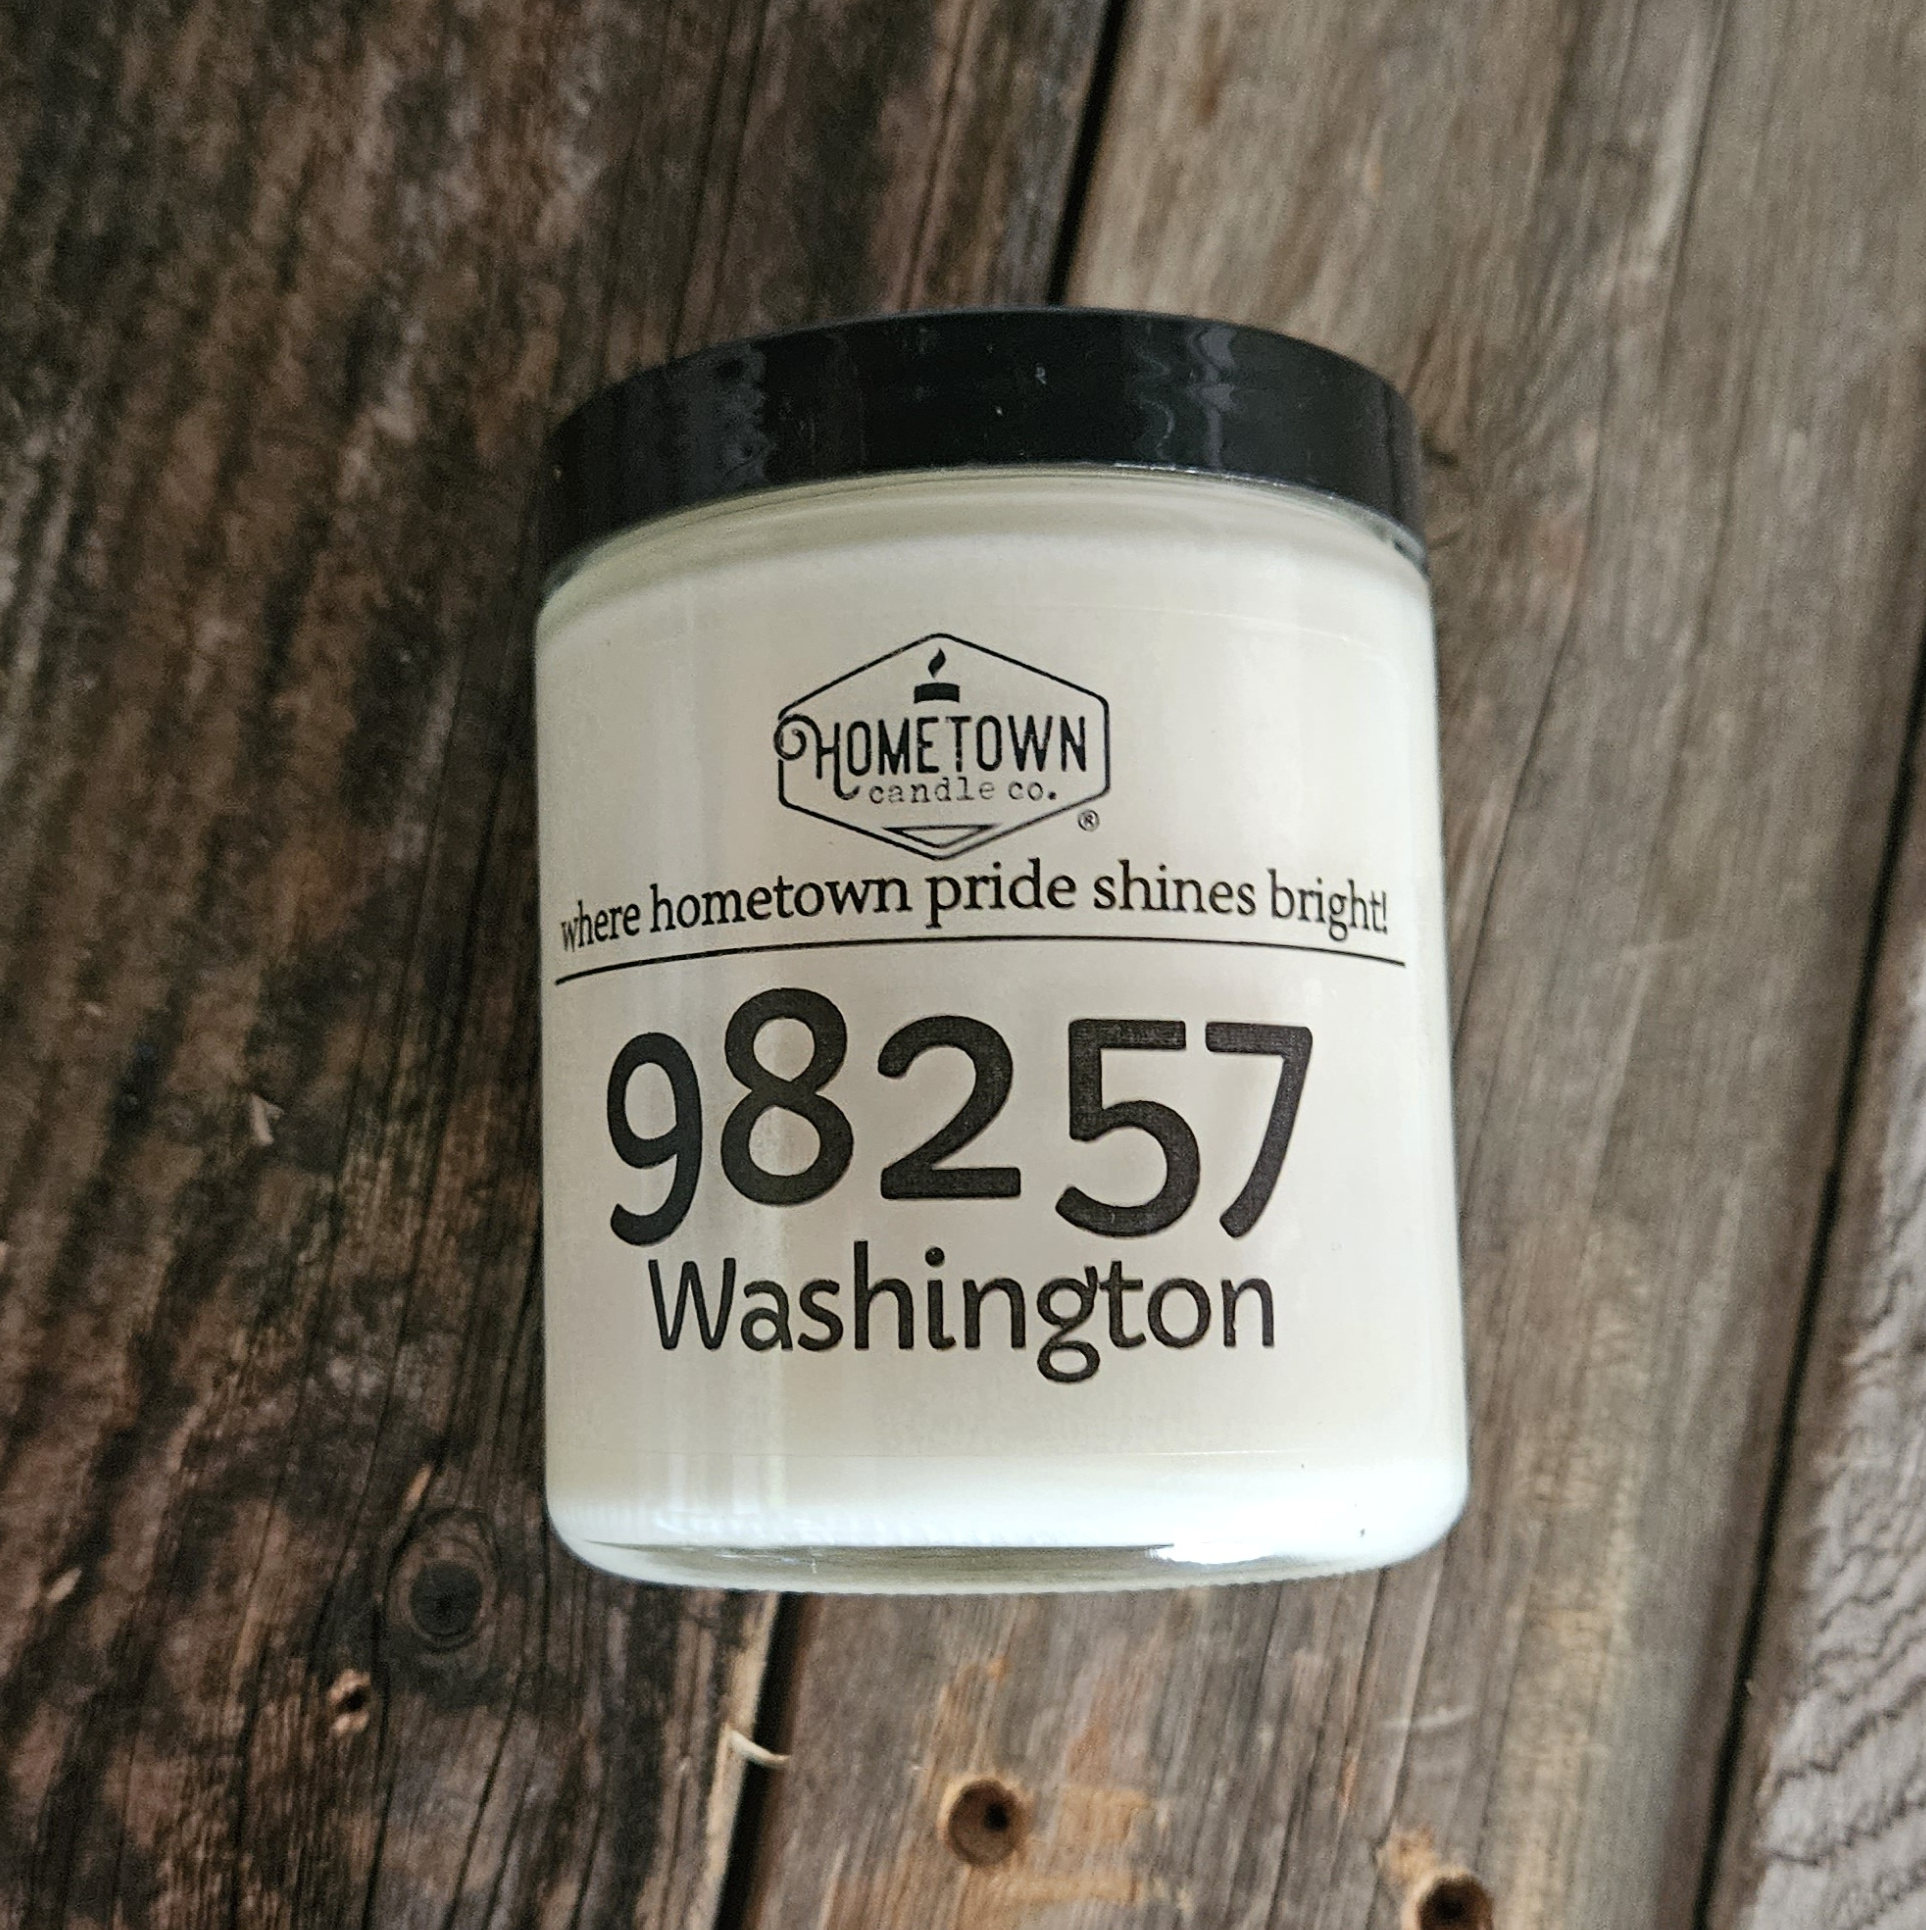 HOMETOWN
candle co.
®
where hometown pride shines bright!
98257
Washington